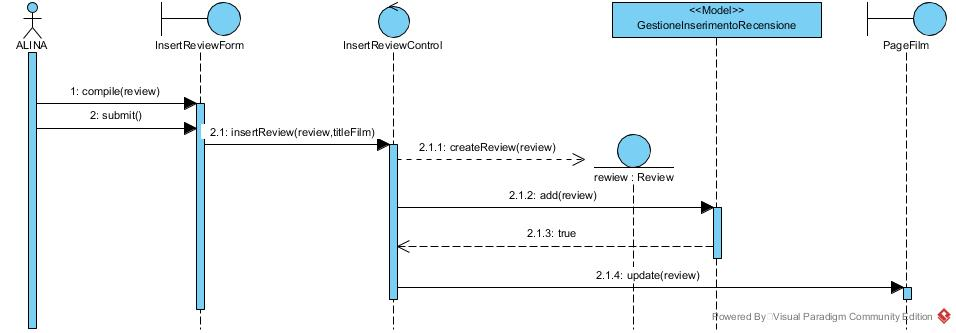 <<Model>>
GestioneInserimentoRecensione
ALINA
InsertReviewForm
InsertReviewControl
PageFilm
1: compile(review)
2: submit()
2.1: insertReview(review,titleFilm)
2.1.1: createReview(review)
rewiew : Review
2.1.2: add(review)
2.1.3: true
2.1.4: update(review)
Powered By Visual Paradigm Community Edition